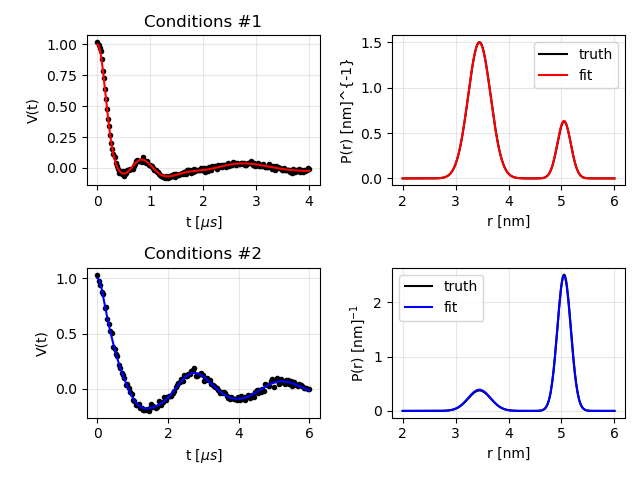 Conditions #1
V(t)
1.00
0.75
0.50
0.25
0.00
0
1
2
3
4
t [μs]
P(r) [nm]^{-1}
1.5
1.0
0.5
0.0
truth
fit
2
3
4
5
6
r [nm]
Conditions #2
V(t)
1.0
0.5
0.0
0
2
4
6
t [μs]
P(r) [nm]⁻¹
2
1
0
truth
fit
2
3
4
5
6
r [nm]